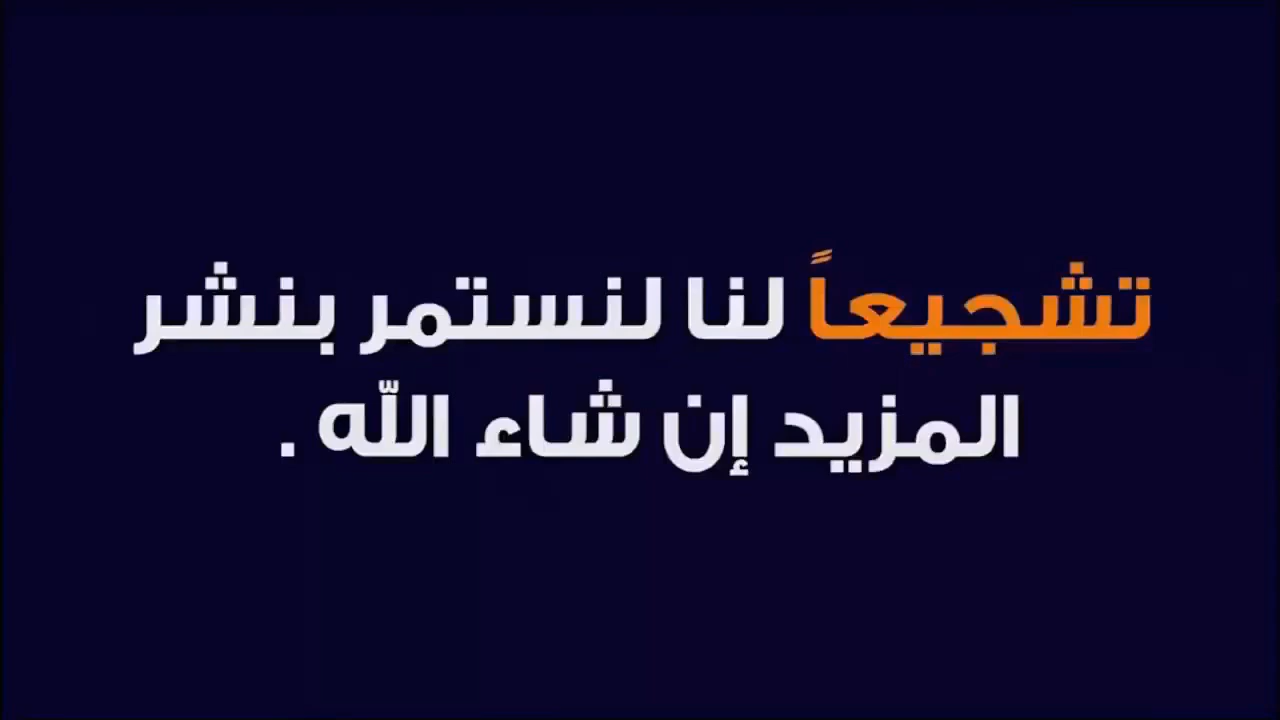 تشجيعاً لنا لنستمر بنشر
المزيد إن شاء اللّه .